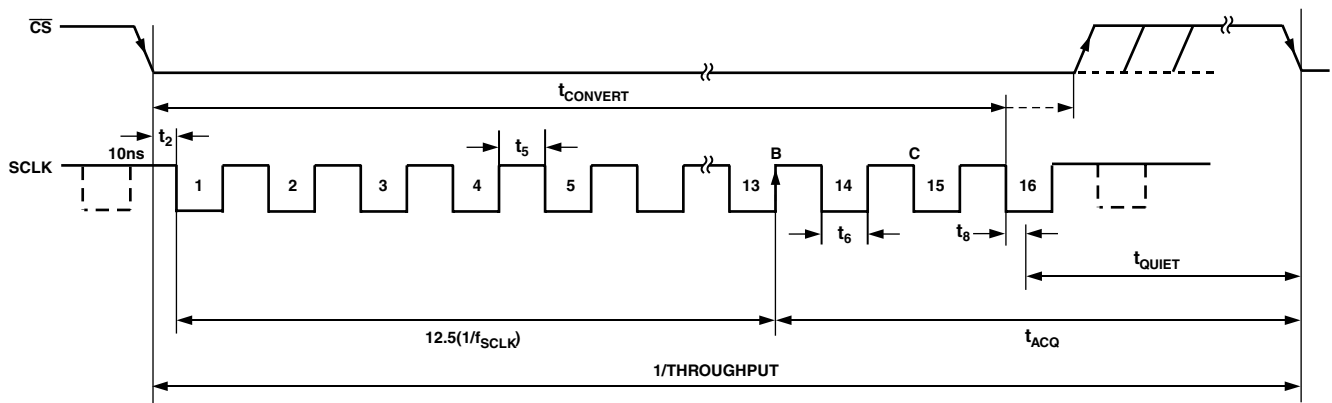 CS
tCONVERT
t2
10ns
t5
B
C
SCLK
1 2 3 4 5 13 14 15 16
t6
t8
tQUIET
12.5(1/fSCLK)
tACQ
1/THROUGHPUT